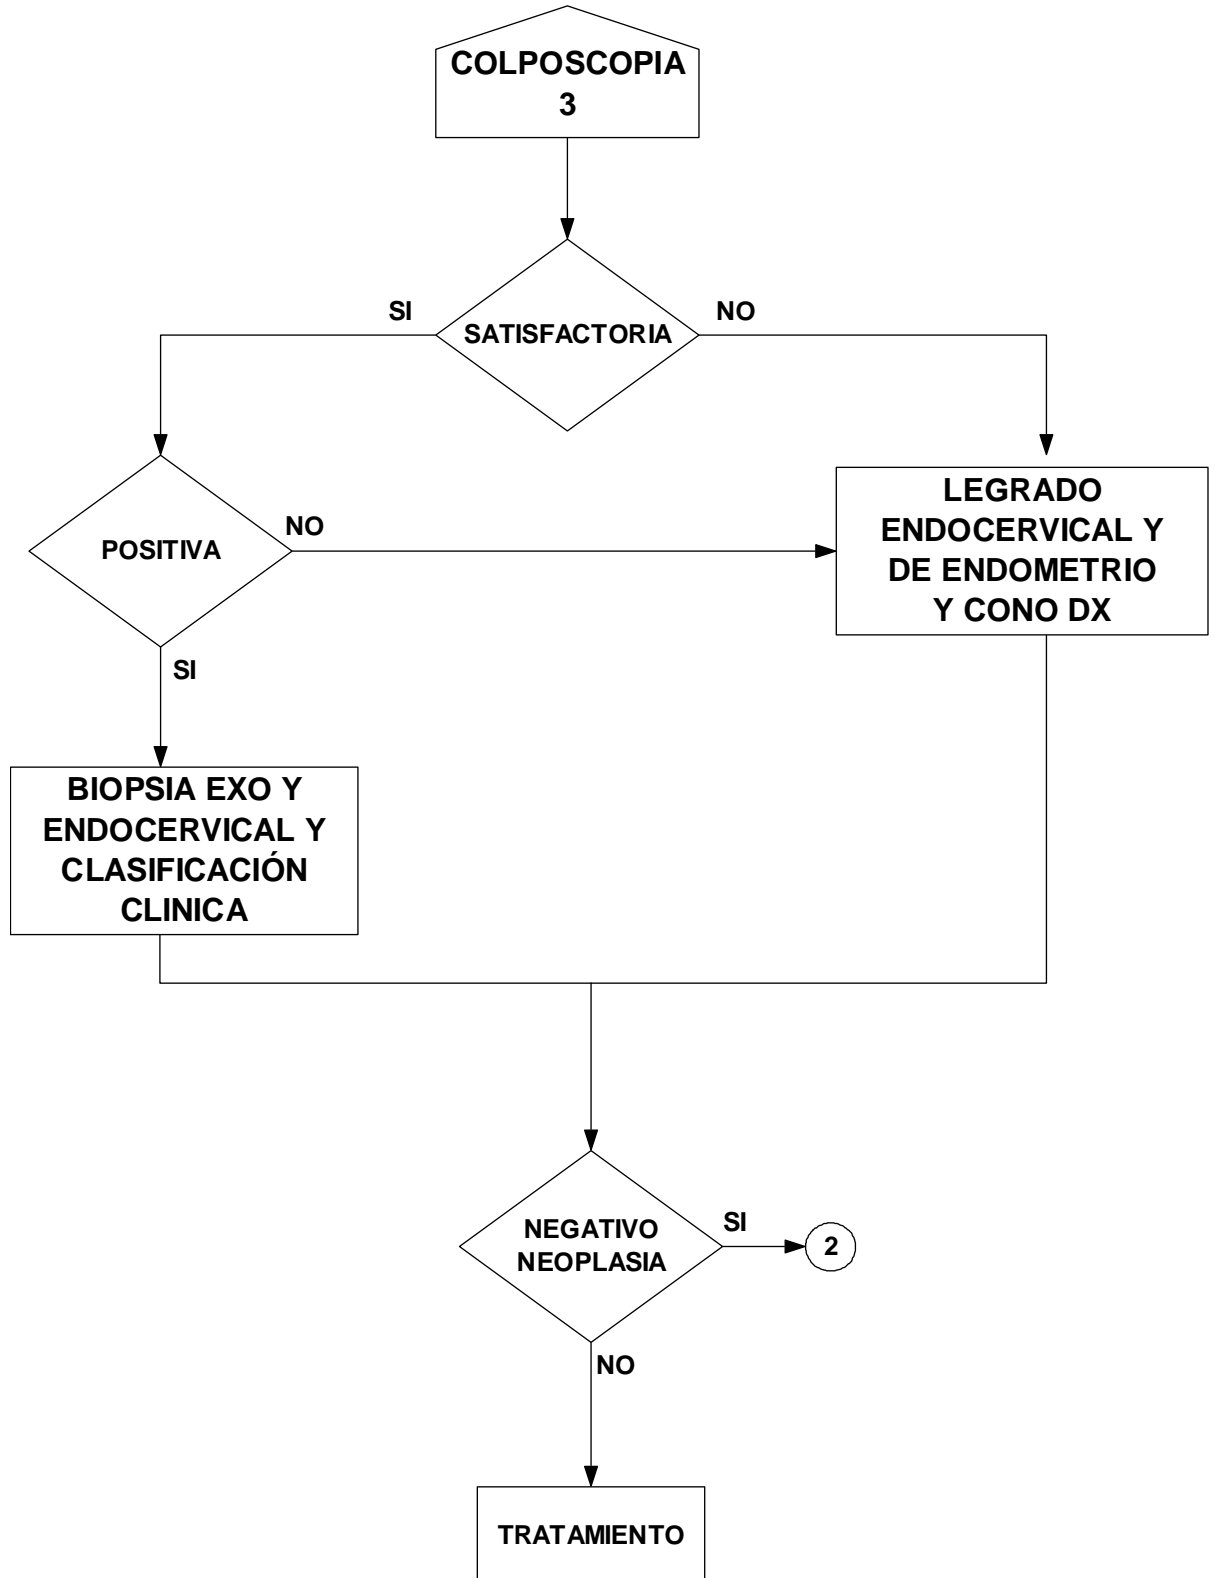 COLPOSCOPIA
3
SI
NO
SATISFACTORIA
POSITIVA
NO
LEGRADO
ENDOCERVICAL Y
DE ENDOMETRIO
Y CONO DX
SI
BIOPSIA EXO Y
ENDOCERVICAL Y
CLASIFICACIÓN
CLINICA
NEGATIVO
NEOPLASIA
SI
2
NO
TRATAMIENTO